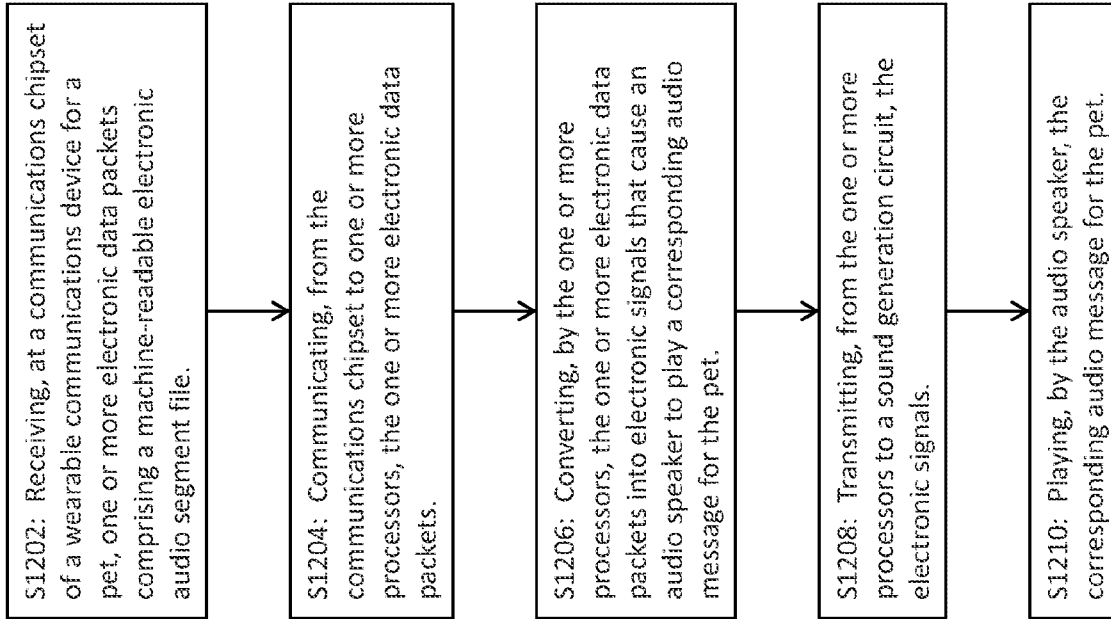 S1202: Receiving, at a communications chipset
of a wearable communications device for a
pet, one or more electronic data packets
comprising a machine-readable electronic
audio segment file.
S1204: Communicating, from the
communications chipset to one or more
processors, the one or more electronic data
packets.
S1206: Converting, by the one or more
processors, the one or more electronic data
packets into electronic signals that cause an
audio speaker to play a corresponding audio
message for the pet.
S1208: Transmitting, from the one or more
processors to a sound generation circuit, the
electronic signals.
S1210: Playing, by the audio speaker, the
corresponding audio message for the pet.